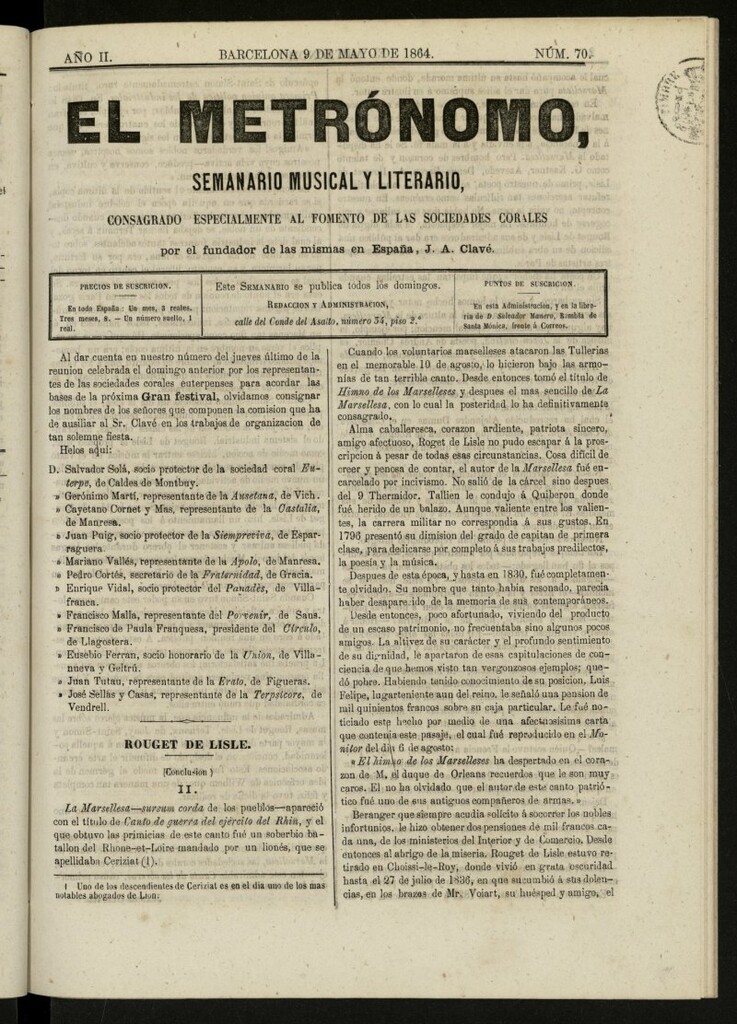 AÑO II.
BARCELONA 9 DE MAYO DE 1864.
NÚM. 70.
EL METRÓNOMO,
SEMANARIO MUSICAL Y LITERARIO,
CONSAGRADO ESPECIALMENTE AL FOMENTO DE LAS SOCIEDADES CORALES
por el fundador de las mismas en España, J. A. Clavé.
PRECIOS DE SUSCRICION.
En toda España: Un mes, 3 reales.
Tres meses, 8. — Un número suelto, 1
real.
Este SEMANARIO se publica todos los domingos.
REDACCION Y ADMINISTRACION,
calle del Conde del Asalto, número 34, piso 2.º
PUNTOS DE SUSCRICION.
En esta Administracion, y en la libre-
ria de D. Salvador Manero, Rambla de
Santa Mónica, frente á Correos.
Al dar cuenta en nuestro número del jueves último de la
reunion celebrada el domingo anterior por los representan-
tes de las sociedades corales euterpenses para acordar las
bases de la próxima Gran festival, olvidamos consignar
los nombres de los señores que componen la comision que ha
de ausiliar al Sr. Clavé en los trabajos de organizacion de
tan solemne fiesta.
Helos aquí:
D. Salvador Solá, socio protector de la sociedad coral Eu-
terpe, de Caldes de Montbuy.
» Gerónimo Martí, representante de la Ausetana, de Vich.
» Cayetano Cornet y Mas, representante de la Castalia,
de Manresa.
» Juan Puig, socio protector de la Siempreviva, de Espar-
raguera.
» Mariano Vallés, representante de la Apolo, de Manresa.
» Pedro Cortés, secretario de la Fraternidad, de Gracia.
» Enrique Vidal, socio protector del Panadés, de Villa-
franca.
» Francisco Malla, representante del Porvenir, de Sans.
» Francisco de Paula Franquesa, presidente del Círculo,
de Llagostera.
» Eusebio Ferran, socio honorario de la Union, de Villa-
nueva y Geltrú.
» Juan Tutau, representante de la Erato, de Figueras.
» José Sellas y Casas, representante de la Terpsicore, de
Vendrell.
ROUGET DE LISLE.
(Conclusion)
II.
La Marsellesa—sursum corda de los pueblos—apareció
con el título de Canto de guerra del ejército del Rhin, y el
que obtuvo las primicias de este canto fué un soberbio ba-
tallon del Rhone-et-Loire mandado por un lionés, que se
apellidaba Ceriziat (1).
1 Uno de los descendientes de Ceriziat es en el dia uno de los mas
notables abogados de Lion.
Cuando los voluntarios marselleses atacaron las Tullerias
en el memorable 10 de agosto, lo hicieron bajo las armo-
nías de tan terrible canto. Desde entonces tomó el título de
Himno de los Marselleses y despues el mas sencillo de La
Marsellesa, con lo cual la posteridad lo ha definitivamente
consagrado.
Alma caballeresca, corazon ardiente, patriota sincero,
amigo afectuoso, Roget de Lisle no pudo escapar á la pros-
cripcion á pesar de todas esas circunstancias. Cosa difícil de
creer y penosa de contar, el autor de la Marsellesa fué en-
carcelado por incivismo. No salió de la cárcel sino despues
del 9 Thermidor. Tallien le condujo á Quiberon donde
fué herido de un balazo. Aunque valiente entre los valien-
tes, la carrera militar no correspondia á sus gustos. En
1796 presentó su dimision del grado de capitan de primera
clase, para dedicarse por completo á sus trabajos predilectos,
la poesía y la música.
Despues de esta época, y hasta en 1830, fué completamen-
te olvidado. Su nombre que tanto habia resonado, parecia
haber desaparecido de la memoria de sus contemporáneos.
Desde entonces, poco afortunado, viviendo del producto
de un escaso patrimonio, no frecuentaba sino algunos pocos
amigos. La altivez de su carácter y el profundo sentimiento
de su dignidad, le apartaron de esas capitulaciones de con-
ciencia de que hemos visto tan vergonzosos ejemplos; que-
dó pobre. Habiendo tenido conocimiento de su posicion, Luis
Felipe, lugarteniente aun del reino, le señaló una pension de
mil quinientos francos sobre su caja particular. Le fué no-
ticiado este hecho por medio de una afectuosísima carta
que contenia este pasaje, el cual fué reproducido en el Mo-
nitor del dia 6 de agosto:
«El himno de los Marselleses ha despertado en el cora-
zon de M. el duque de Orleans recuerdos que le son muy
caros. El no ha olvidado que el autor de este canto patrió-
tico fué uno de sus antiguos compañeros de armas.»
Beranger que siempre acudia solícito á socorrer los nobles
infortunios, le hizo obtener dos pensiones de mil francos ca-
da una, de los ministerios del Interior y de Comercio. Desde
entonces al abrigo de la miseria, Rouget de Lisle estuvo re-
tirado en Choissi-le-Roy, donde vivió en grata oscuridad
hasta el 27 de julio de 1836, en que sucumbió á sus dolen-
cias, en los brazos de Mr. Voiart, su huésped y amigo, el
TIMBRE